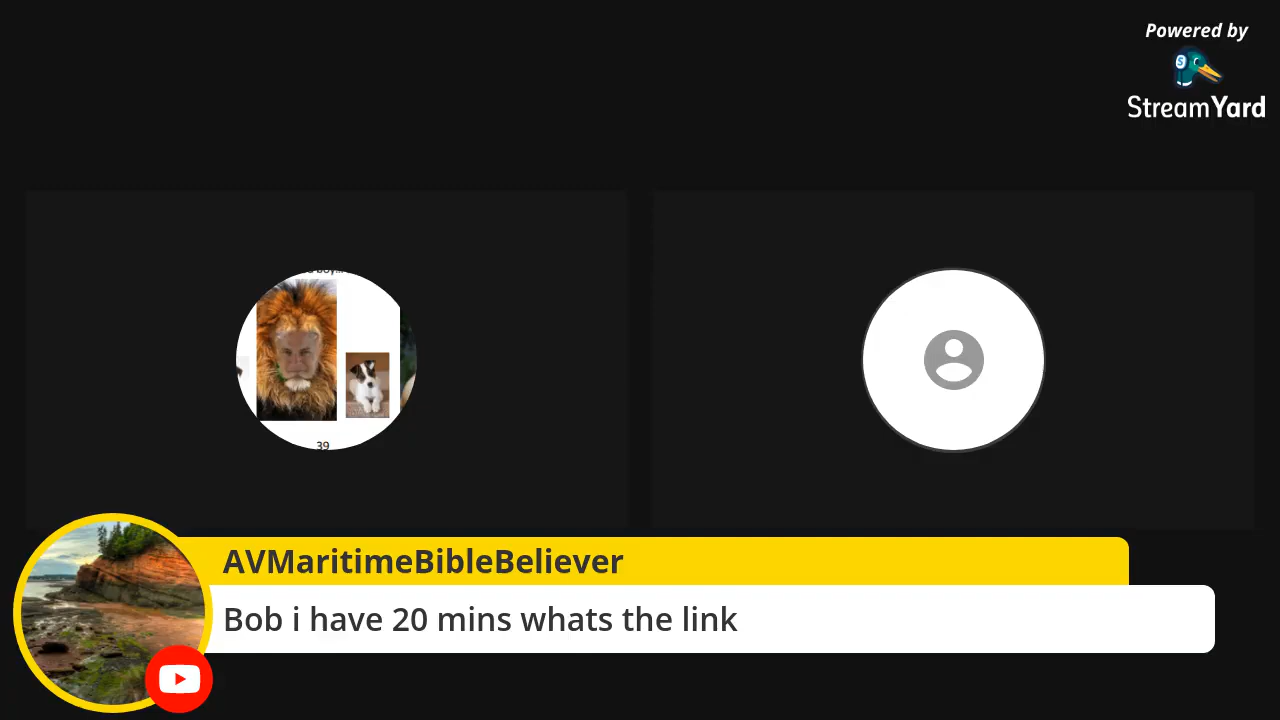 Powered by
StreamYard
39
AVMaritimeBibleBeliever
Bob i have 20 mins whats the link